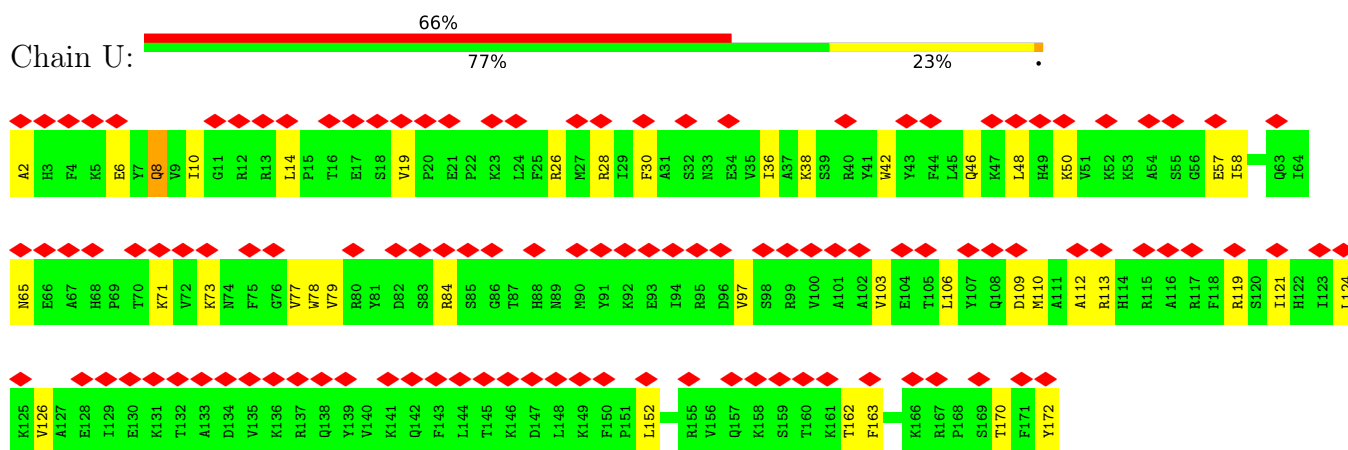 66%
Chain U:
77% 23% •
A2 H3 F4 K5 E6 Y7 Q8 V9 I10 G11 R12 R13 L14 P15 T16 E17 S18 V19 P20 E21 P22 K23 L24 F25 R26 M27 R28 I29 F30 A31 S32 N33 E34 V35 I36 A37 K38 S39 R40 Y41 W42 Y43 F44 L45 Q46 K47 L48 H49 K50 V51 K52 K53 A54 S55 G56 E57 I58 Q63 I64
N65 E66 A67 H68 P69 T70 K71 V72 K73 N74 F75 G76 V77 W78 V79 R80 Y81 D82 S83 R84 S85 G86 T87 H88 N89 M90 Y91 K92 E93 I94 R95 D96 V97 S98 R99 V100 A101 A102 V103 E104 T105 L106 Y107 Q108 D109 M110 A111 A112 R113 H114 R115 A116 R117 F118 R119 S120 I121 H122 I123 L124
K125 V126 A127 E128 I129 E130 K131 T132 A133 D134 V135 K136 R137 Q138 Y139 V140 K141 Q142 F143 L144 T145 K146 D147 L148 K149 F150 P151 L152 R155 V156 Q157 K158 S159 T160 K161 T162 F163 K166 R167 P168 S169 T170 F171 Y172